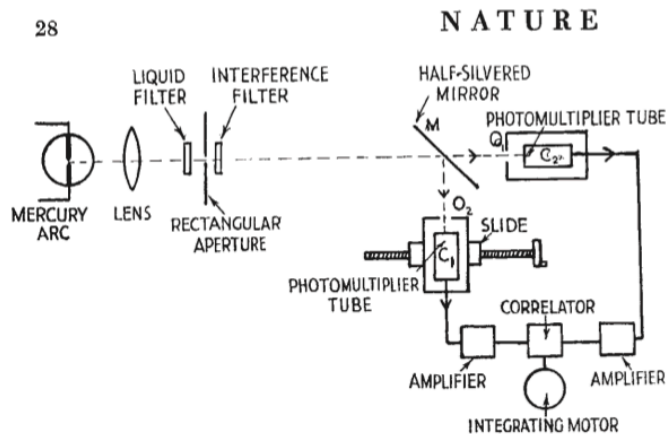 28
NATURE
LIQUID
FILTER
INTERFERENCE
FILTER
HALF-SILVERED
MIRROR
M
PHOTOMULTIPLIER TUBE
C₂
MERCURY
ARC
LENS
RECTANGULAR
APERTURE
O₂
SLIDE
C₁
PHOTOMULTIPLIER
TUBE
CORRELATOR
AMPLIFIER
AMPLIFIER
INTEGRATING MOTOR